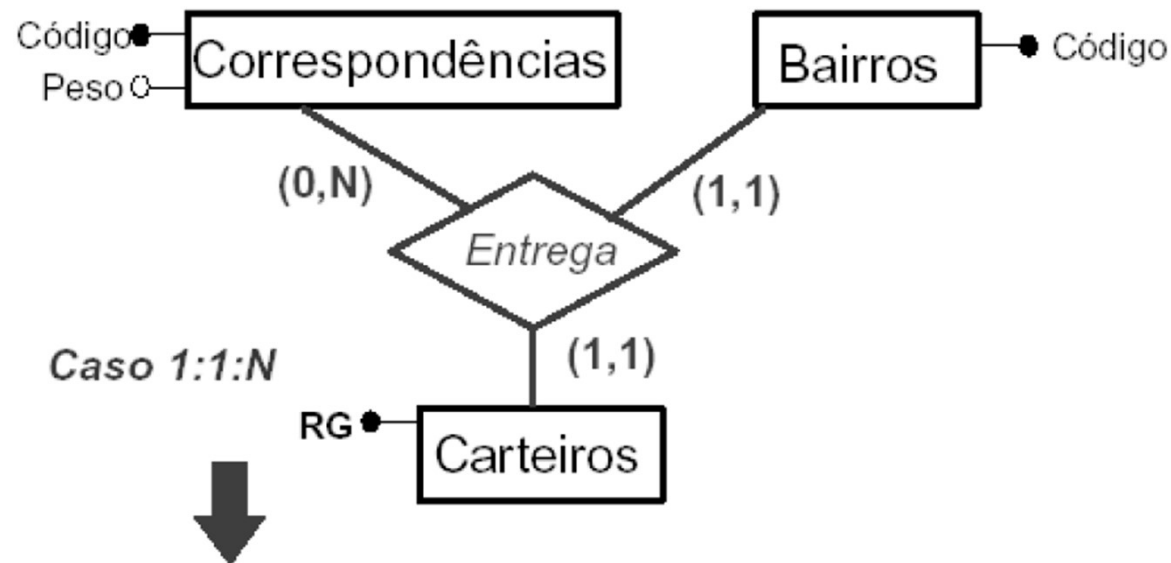 Código
Correspondências
Bairros
Código
Peso
(0,N)
(1,1)
Entrega
(1,1)
Caso 1:1:N
RG
Carteiros